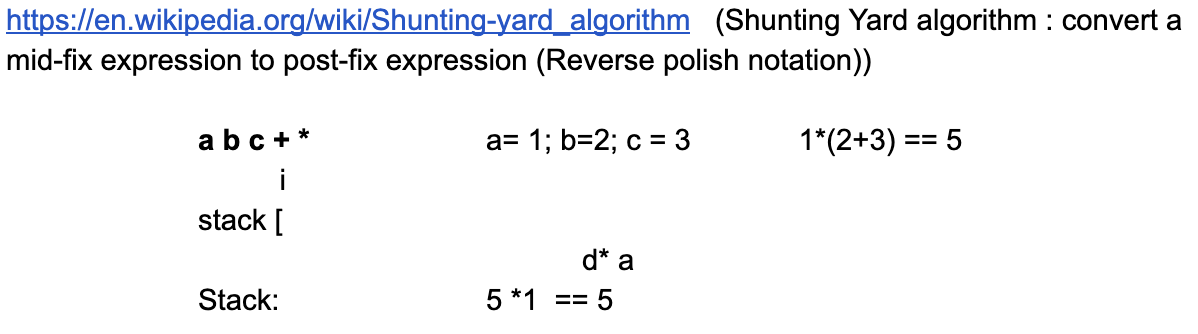 https://en.wikipedia.org/wiki/Shunting-yard_algorithm (Shunting Yard algorithm : convert a
mid-fix expression to post-fix expression (Reverse polish notation))
a b c + * a= 1; b=2; c = 3 1*(2+3) == 5
i
stack [
d* a
Stack: 5 *1 == 5